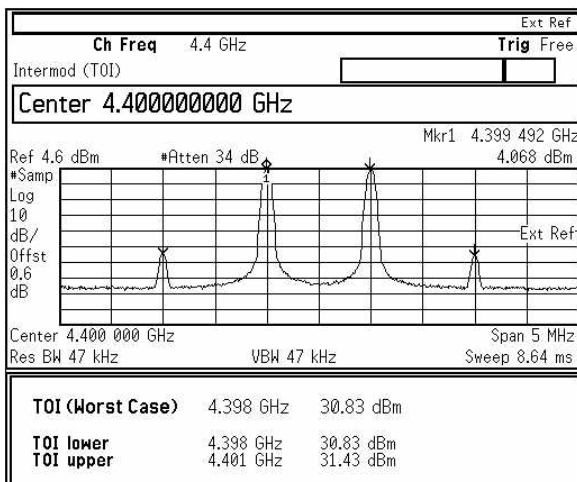 Ext Ref
Ch Freq 4.4 GHz Trig Free
Intermod (TOI)
Center 4.400000000 GHz
Mkr1 4.399 492 GHz
Ref 4.6 dBm #Atten 34 dB 4.068 dBm
#Samp
Log
10
dB/
Offst
0.6
dB
1
Ext Ref
Center 4.400 000 GHz Span 5 MHz
Res BW 47 kHz VBW 47 kHz Sweep 8.64 ms
TOI (Worst Case) 4.398 GHz 30.83 dBm
TOI lower 4.398 GHz 30.83 dBm
TOI upper 4.401 GHz 31.43 dBm